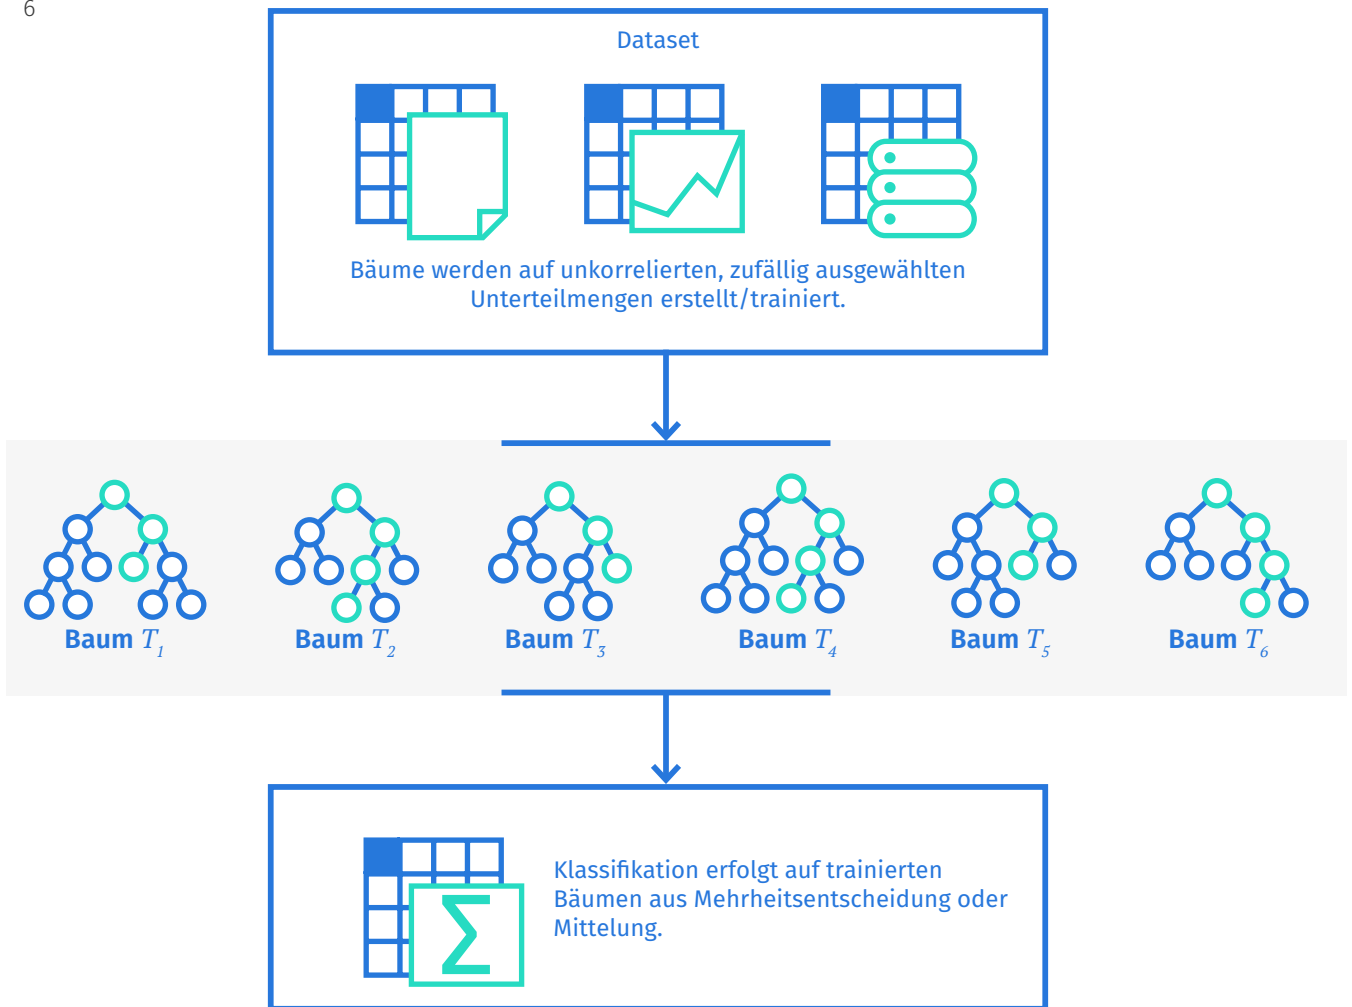 6
Dataset
Bäume werden auf unkorrelierten, zufällig ausgewählten
Unterteilmengen erstellt/trainiert.
Baum T1 Baum T2 Baum T3 Baum T4 Baum T5 Baum T6
Σ
Klassifikation erfolgt auf trainierten
Bäumen aus Mehrheitsentscheidung oder
Mittelung.